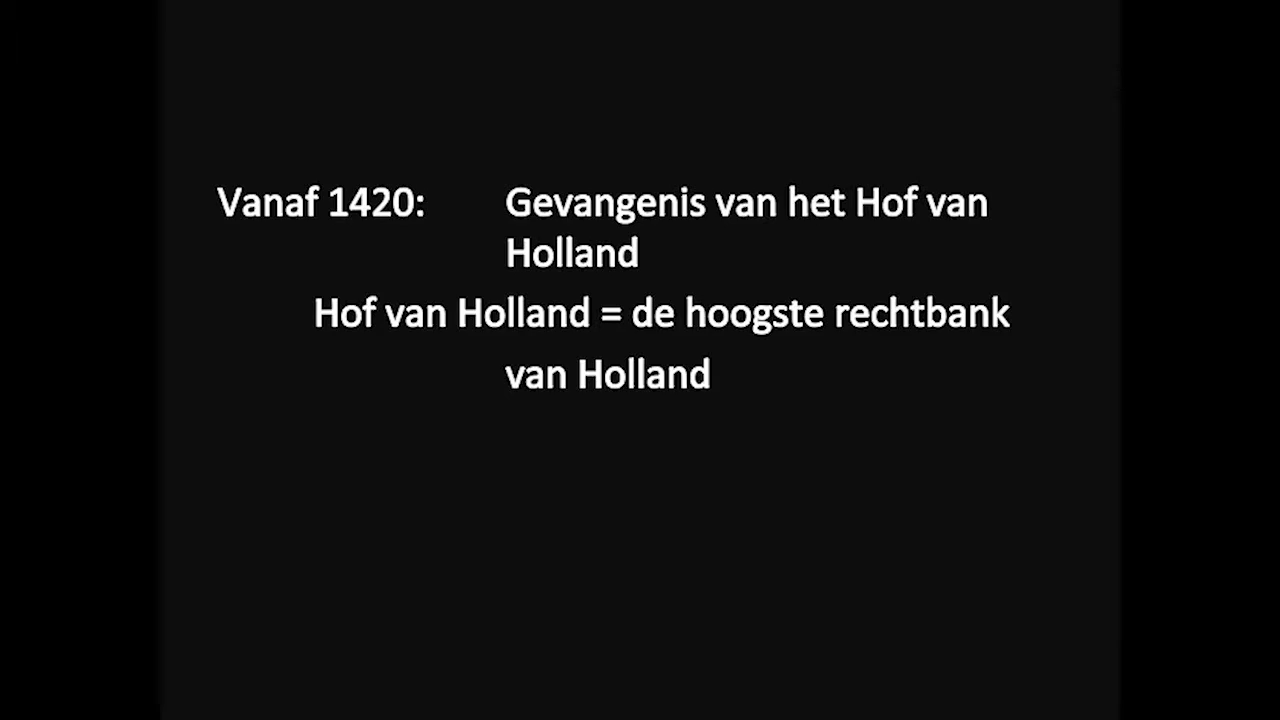 Vanaf 1420: Gevangenis van het Hof van
Holland
Hof van Holland = de hoogste rechtbank
van Holland